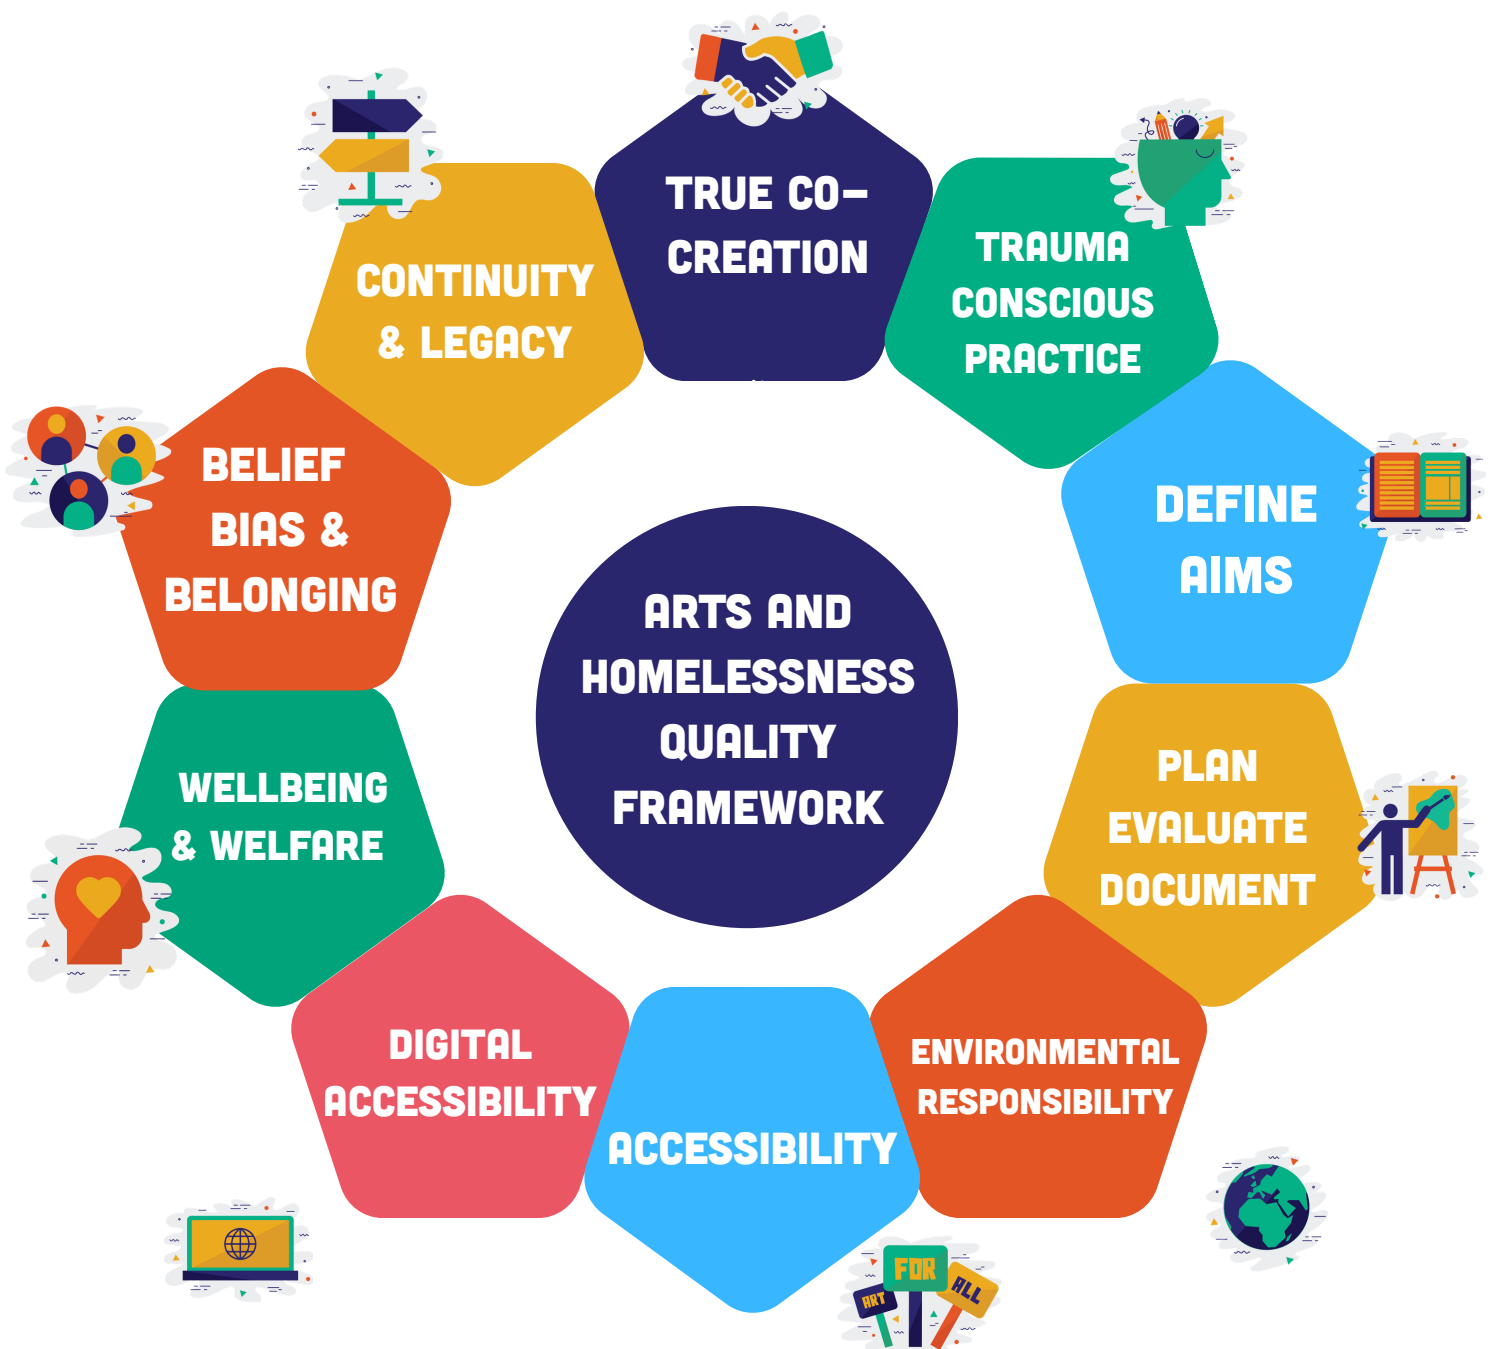 TRUE CO-
CREATION
TRAUMA
CONSCIOUS
PRACTICE
DEFINE
AIMS
PLAN
EVALUATE
DOCUMENT
ENVIRONMENTAL
RESPONSIBILITY
ACCESSIBILITY
ART
FOR
ALL
DIGITAL
ACCESSIBILITY
WELLBEING
& WELFARE
BELIEF
BIAS &
BELONGING
CONTINUITY
& LEGACY
ARTS AND
HOMELESSNESS
QUALITY
FRAMEWORK